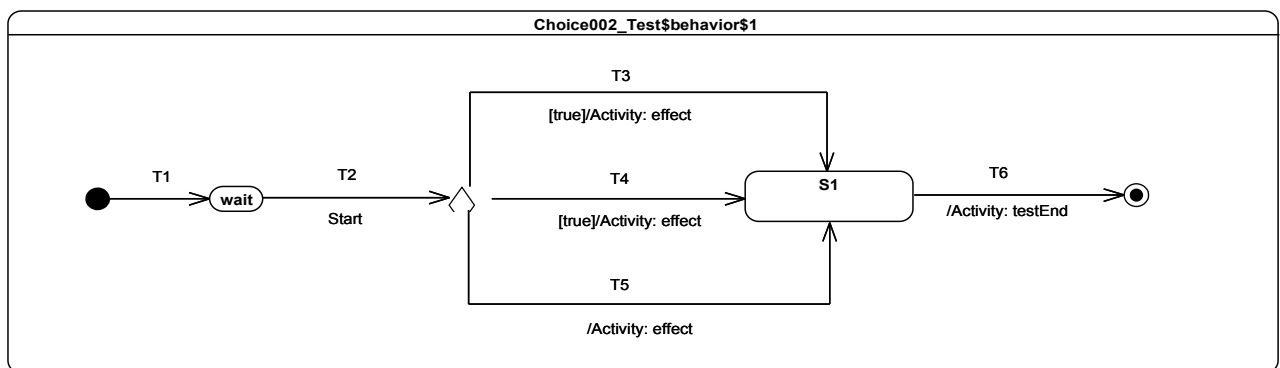 Choice002_Test$behavior$1
T3
[true]/Activity: effect
T1
T2
T4
S1
T6
wait
Start
[true]/Activity: effect
/Activity: testEnd
T5
/Activity: effect